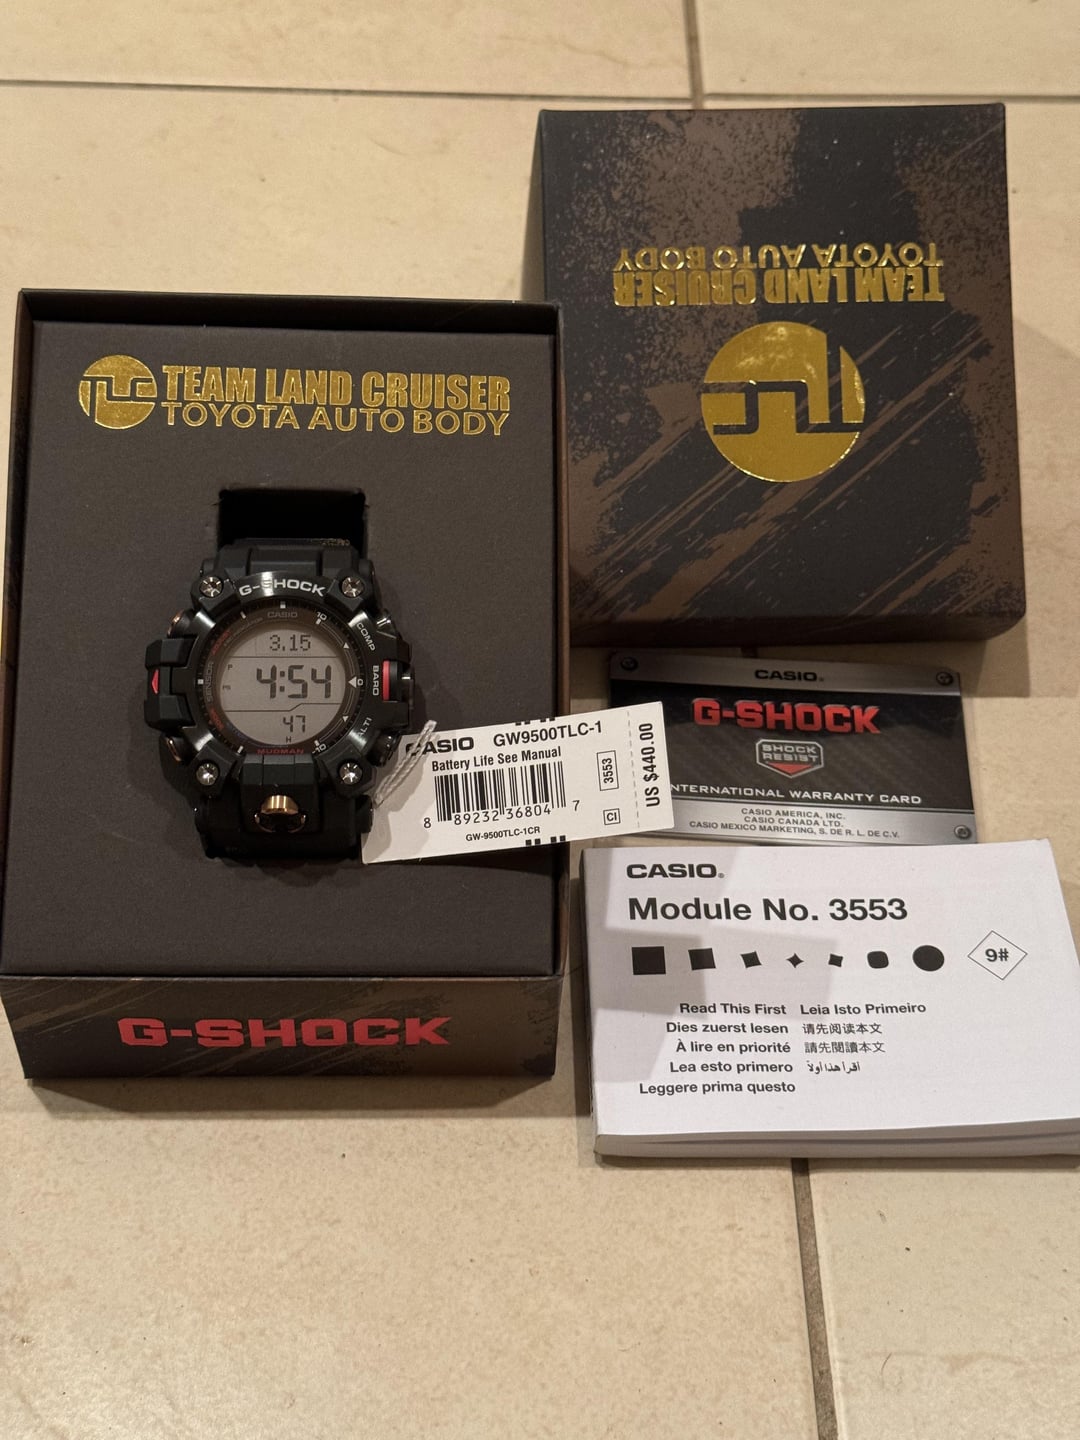 TEAM LAND CRUISER
TOYOTA AUTO BODY
TEAM LAND CRUISER
TOYOTA AUTO BODY
G-SHOCK
CASIO
10
COMP
BARO
0
ALTI
-10
3.15
P
4:54
47
H
MUDMAN
CASIO GW9500TLC-1
Battery Life See Manual
3553
US $440.00
8 89232 36804 7
CI
GW-9500TLC-1CR
G-SHOCK
CASIO®
G-SHOCK
SHOCK
RESIST
INTERNATIONAL WARRANTY CARD
CASIO AMERICA, INC.
CASIO CANADA LTD.
CASIO MEXICO MARKETING, S. DE R. L. DE C.V.
CASIO®
Module No. 3553
9#
Read This First Leia Isto Primeiro
Dies zuerst lesen 请先阅读本文
À lire en priorité 請先閱讀本文
Lea esto primero اقرأ هذا أولاً
Leggere prima questo